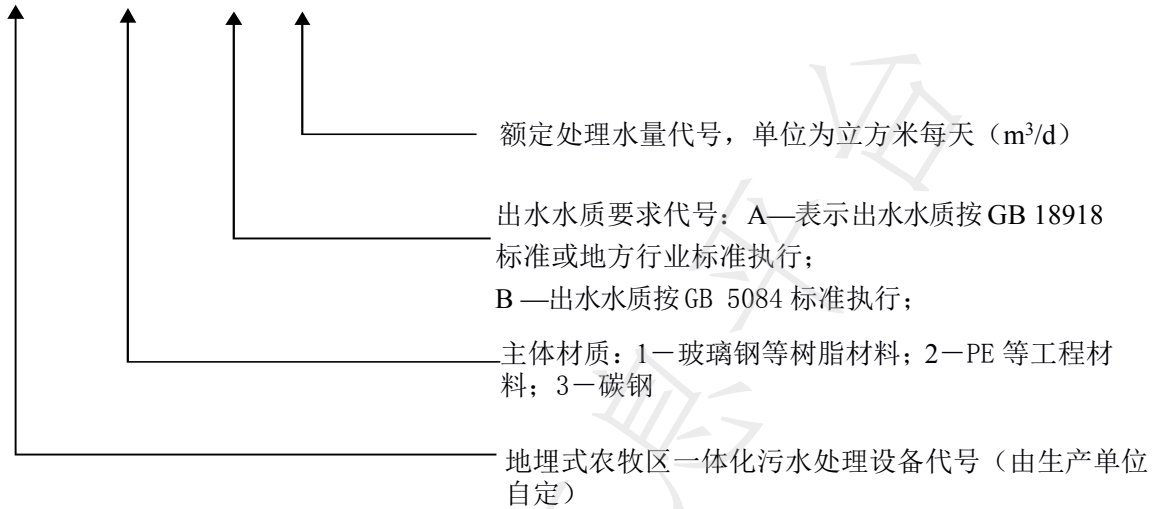 额定处理水量代号，单位为立方米每天（m³/d）
出水水质要求代号：A—表示出水水质按 GB 18918
标准或地方行业标准执行；
B —出水水质按 GB 5084 标准执行；
主体材质：1－玻璃钢等树脂材料；2－PE 等工程材
料；3－碳钢
地埋式农牧区一体化污水处理设备代号（由生产单位
自定）